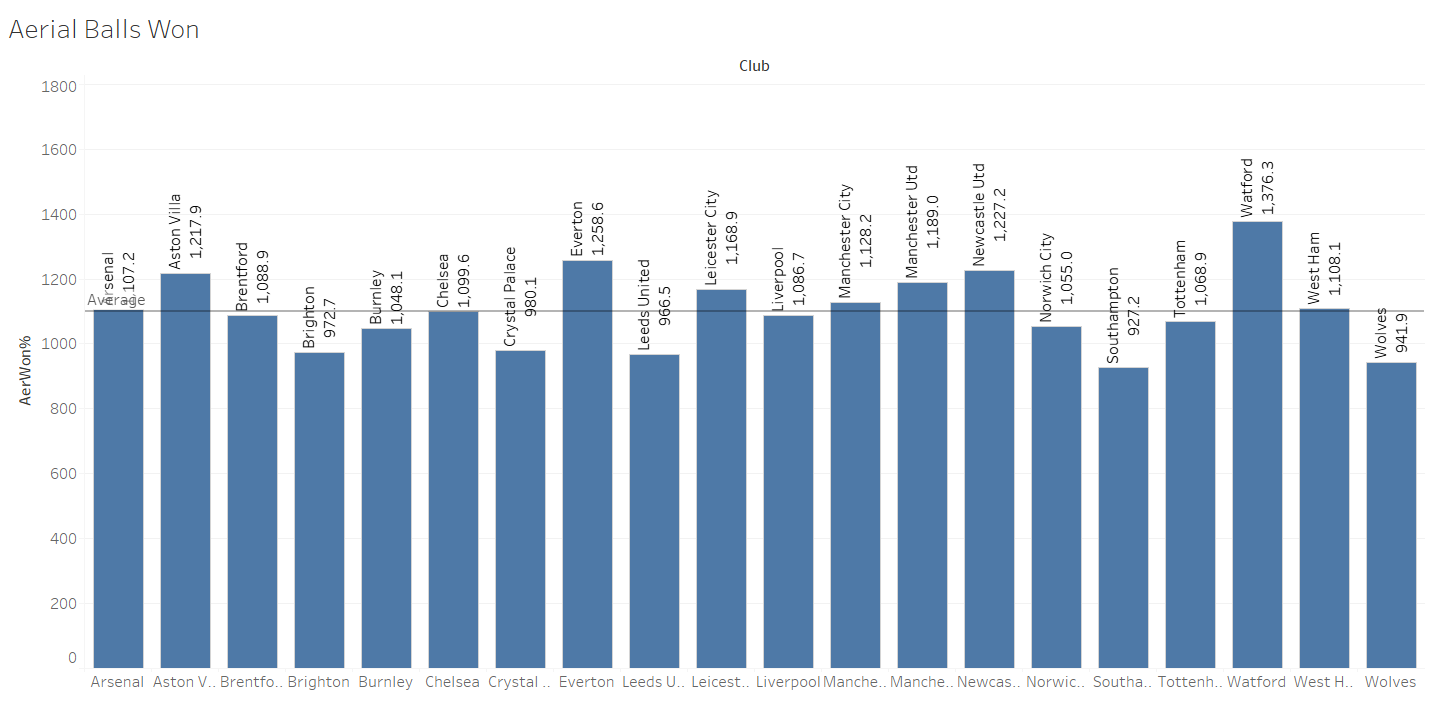 Aerial Balls Won
Club
1800
1600
1400
1200
1000
800
600
400
200
0
AerWon%
Average
Arsenal
1,107.2
Aston Villa
1,217.9
Brentford
1,088.9
Brighton
972.7
Burnley
1,048.1
Chelsea
1,099.6
Crystal Palace
980.1
Everton
1,258.6
Leeds United
966.5
Leicester City
1,168.9
Liverpool
1,086.7
Manchester City
1,128.2
Manchester Utd
1,189.0
Newcastle Utd
1,227.2
Norwich City
1,055.0
Southampton
927.2
Tottenham
1,068.9
Watford
1,376.3
West Ham
1,108.1
Wolves
941.9
Arsenal Aston V.. Brentfo.. Brighton Burnley Chelsea Crystal .. Everton Leeds U.. Leicest.. Liverpool Manche.. Manche.. Newcas.. Norwic.. Southa.. Tottenh.. Watford West H.. Wolves